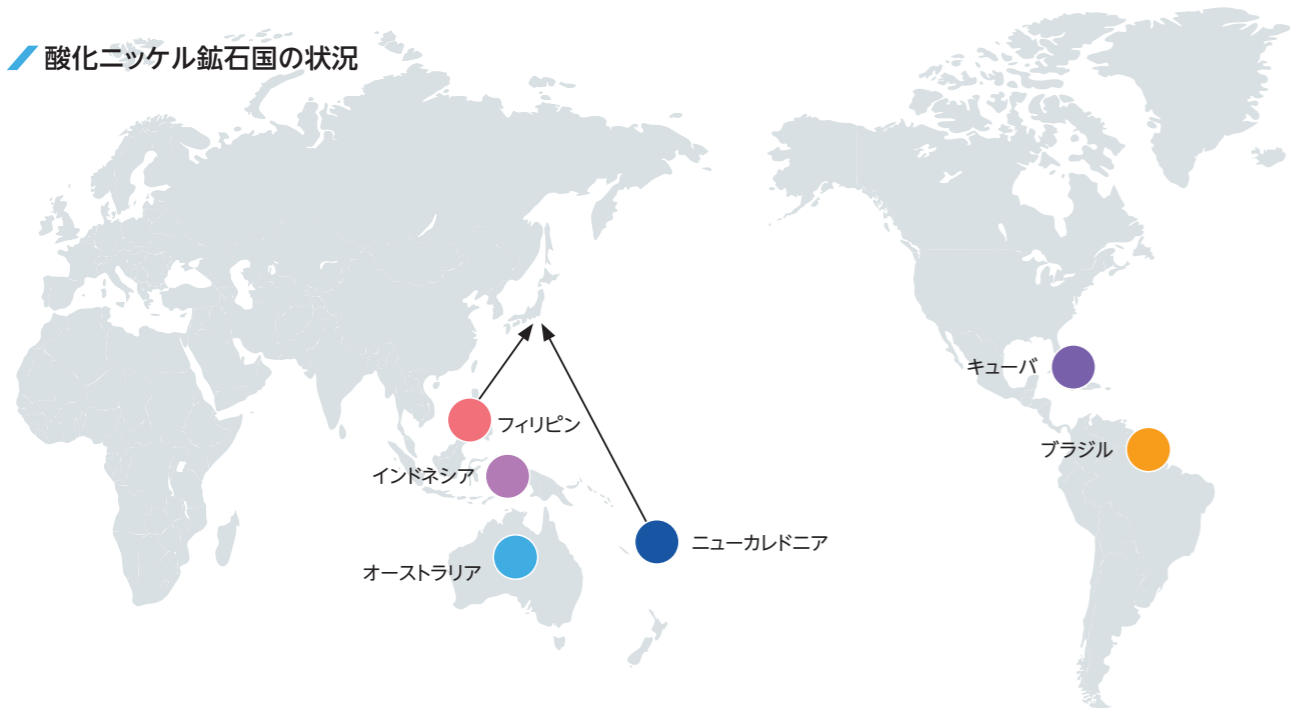 酸化ニッケル鉱石国の状況
キューバ
フィリピン
ブラジル
インドネシア
ニューカレドニア
オーストラリア